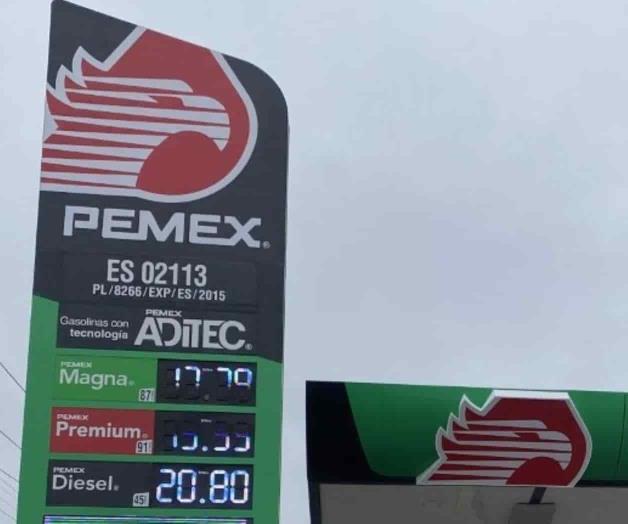 PEMEX®
ES 02113
PL/8266/EXP/ES/2015
Gasolinas con tecnología
PEMEX ADITEC®
PEMEX
Magna® 87
PEMEX
Premium® 91
PEMEX
Diesel® 45 20.80